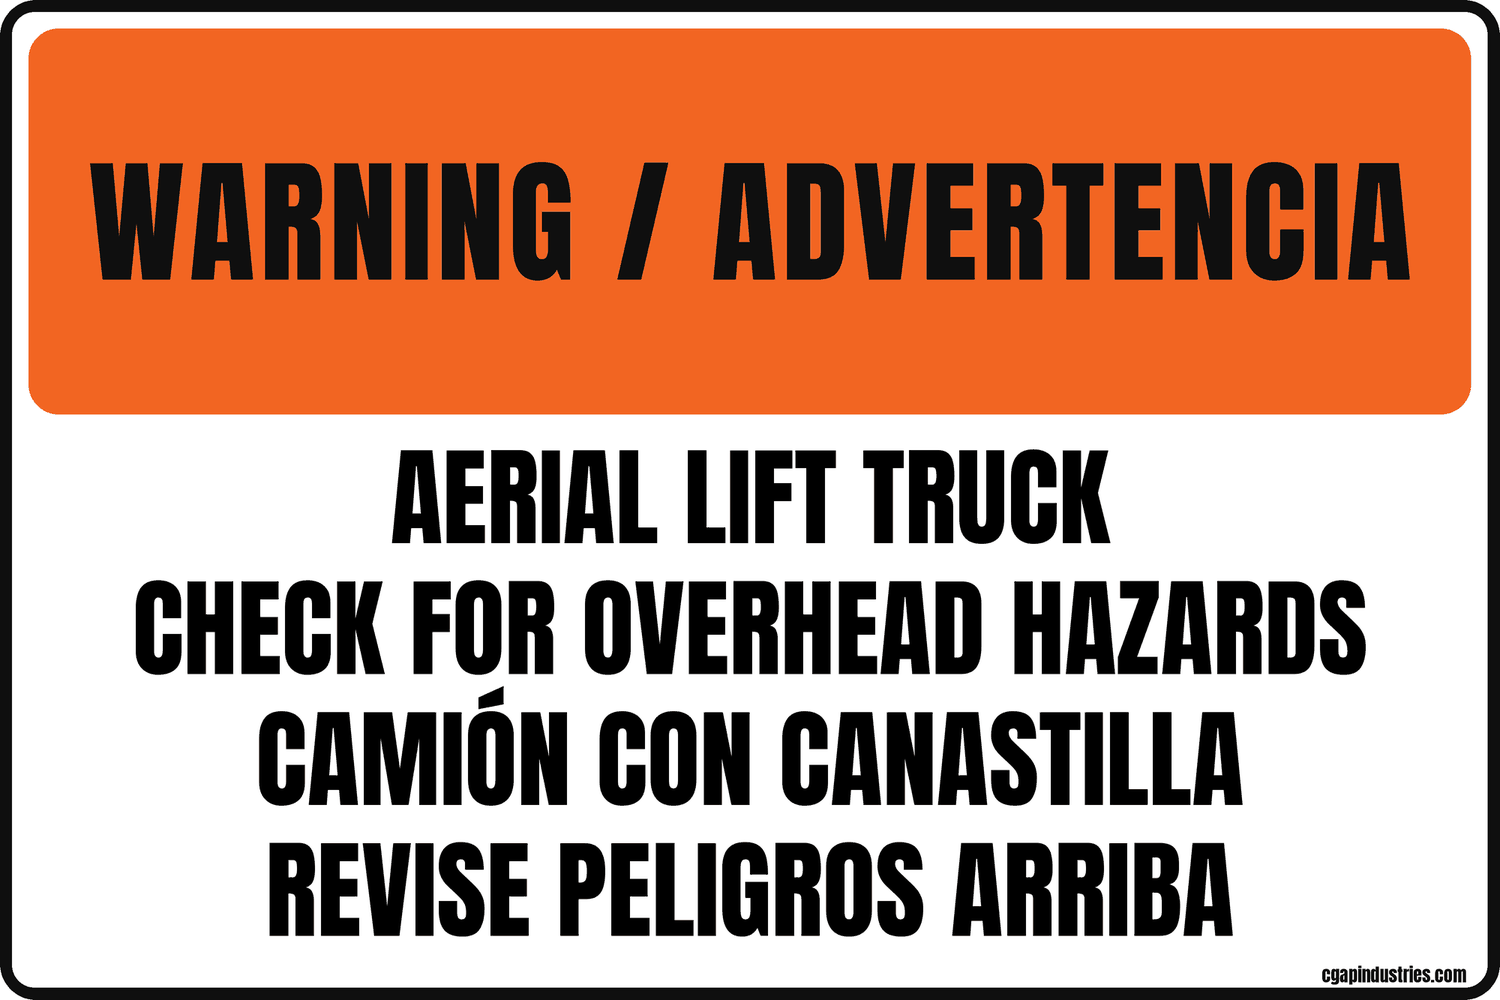 WARNING / ADVERTENCIA
AERIAL LIFT TRUCK
CHECK FOR OVERHEAD HAZARDS
CAMIÓN CON CANASTILLA
REVISE PELIGROS ARRIBA
cgapindustries.com